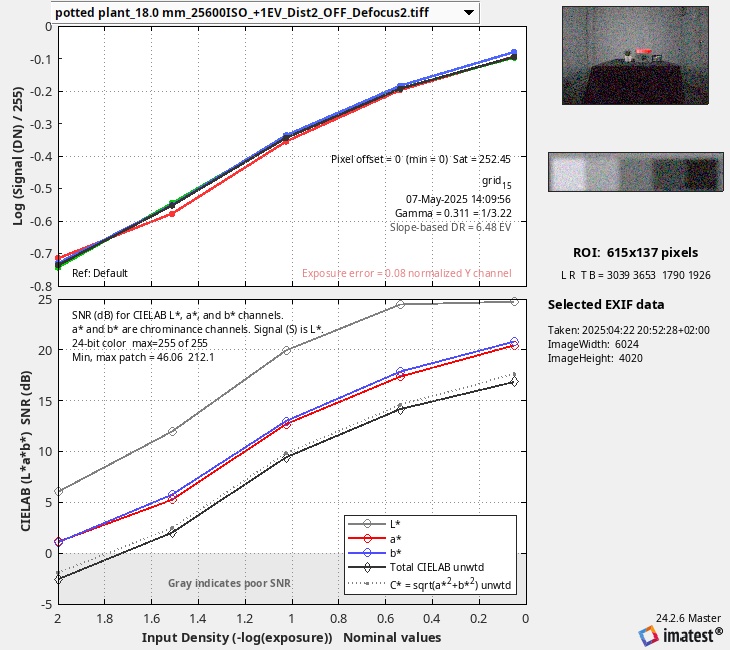 potted plant_18.0 mm_25600ISO_+1EV_Dist2_OFF_Defocus2.tiff
0
-0.1
-0.2
-0.3
-0.4
-0.5
-0.6
-0.7
-0.8
Log (Signal (DN) / 255)
Pixel offset = 0 (min = 0) Sat = 252.45
grid15
07-May-2025 14:09:56
Gamma = 0.311 = 1/3.22
Slope-based DR = 6.48 EV
Ref: Default
Exposure error = 0.08 normalized Y channel
ROI: 615x137 pixels
L R T B = 3039 3653 1790 1926
Selected EXIF data
Taken: 2025:04:22 20:52:28+02:00
ImageWidth: 6024
ImageHeight: 4020
25
20
15
10
5
0
-5
CIELAB (L*a*b*) SNR (dB)
SNR (dB) for CIELAB L*, a*, and b* channels.
a* and b* are chrominance channels. Signal (S) is L*.
24-bit color max=255 of 255
Min, max patch = 46.06 212.1
L*
a*
b*
Total CIELAB unwtd
C* = sqrt(a*2+b*2) unwtd
Gray indicates poor SNR
2 1.8 1.6 1.4 1.2 1 0.8 0.6 0.4 0.2 0
Input Density (-log(exposure)) Nominal values
24.2.6 Master
imatest®